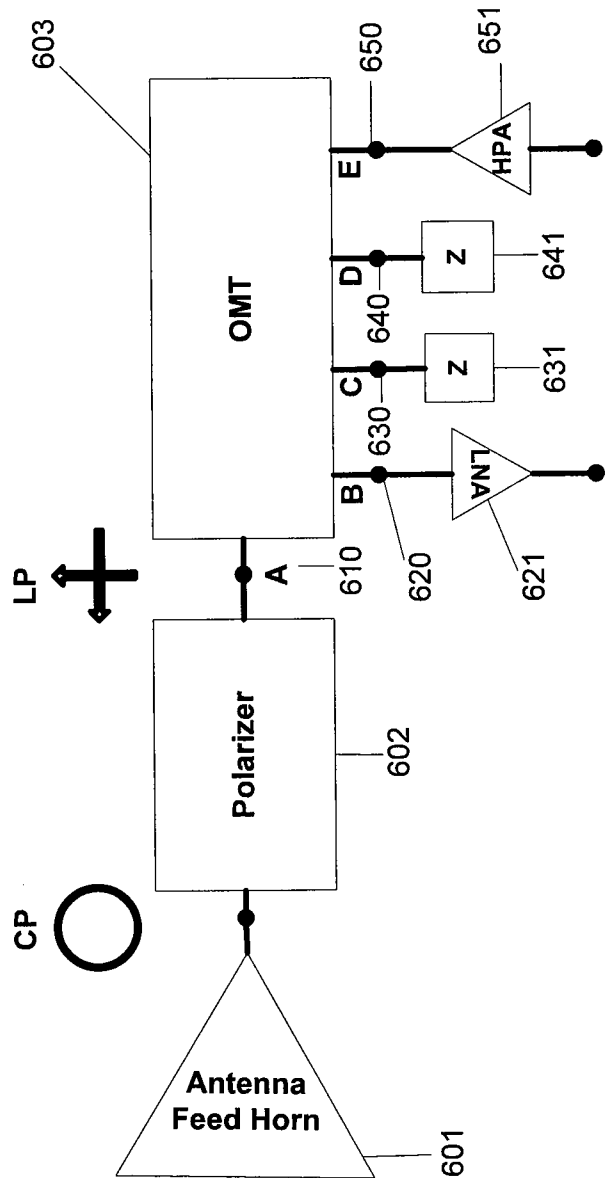 CP
LP
603
Antenna
Feed Horn
Polarizer
OMT
A
610
B
C
D
E
601
602
620
630
640
650
LNA
Z
Z
HPA
621
631
641
651